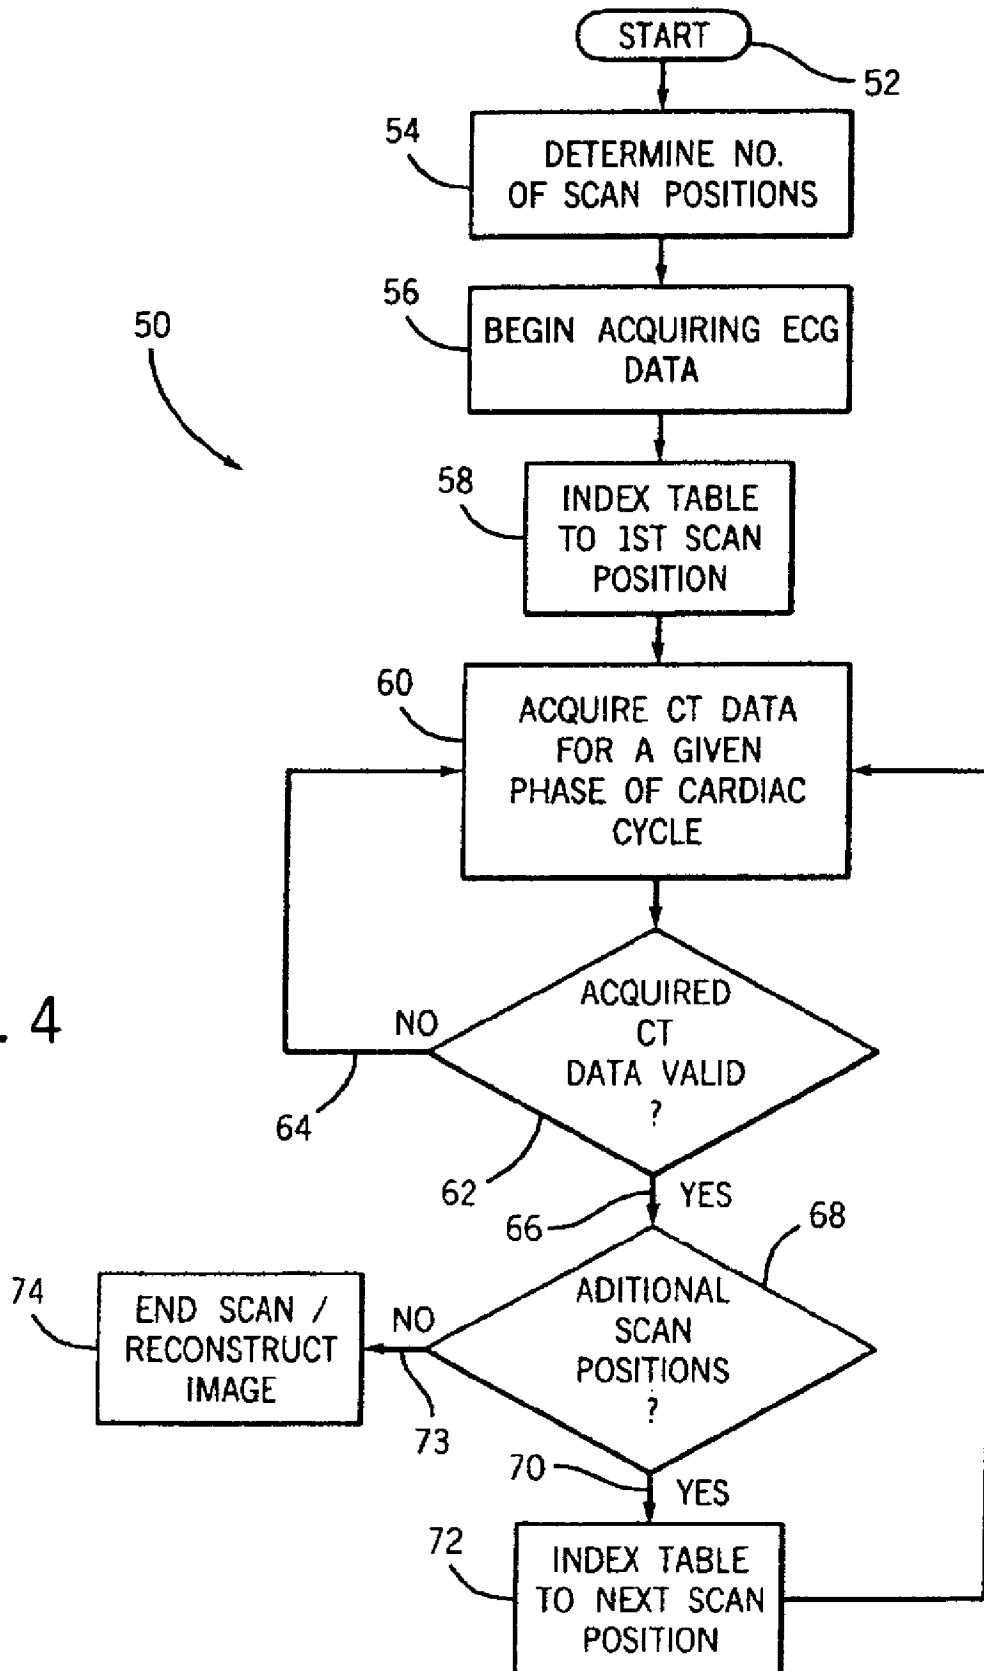 START
52
54
DETERMINE NO.
OF SCAN POSITIONS
56
BEGIN ACQUIRING ECG
DATA
50
58
INDEX TABLE
TO 1ST SCAN
POSITION
60
ACQUIRE CT DATA
FOR A GIVEN
PHASE OF CARDIAC
CYCLE
. 4
NO
ACQUIRED
CT
DATA VALID
?
64
62
66
YES
68
74
END SCAN /
RECONSTRUCT
IMAGE
NO
ADITIONAL
SCAN
POSITIONS
?
73
70
YES
72
INDEX TABLE
TO NEXT SCAN
POSITION